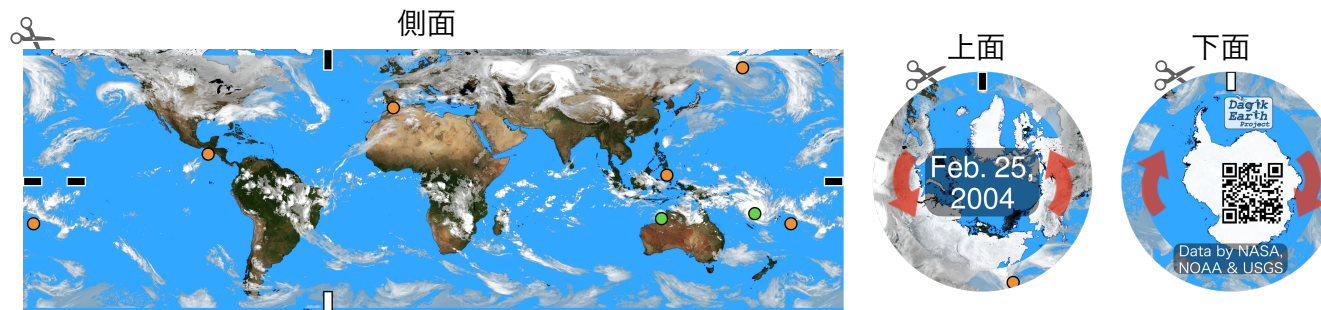 側面
上面
下面
Feb. 25,
2004
Dagik
Earth
Project
Data by NASA,
NOAA & USGS